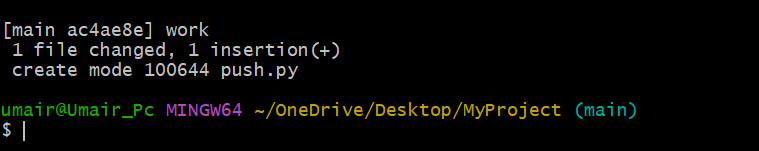 [main ac4ae8e] work
1 file changed, 1 insertion(+)
create mode 100644 push.py
umair@Umair_Pc MINGW64 ~/OneDrive/Desktop/MyProject (main)
$